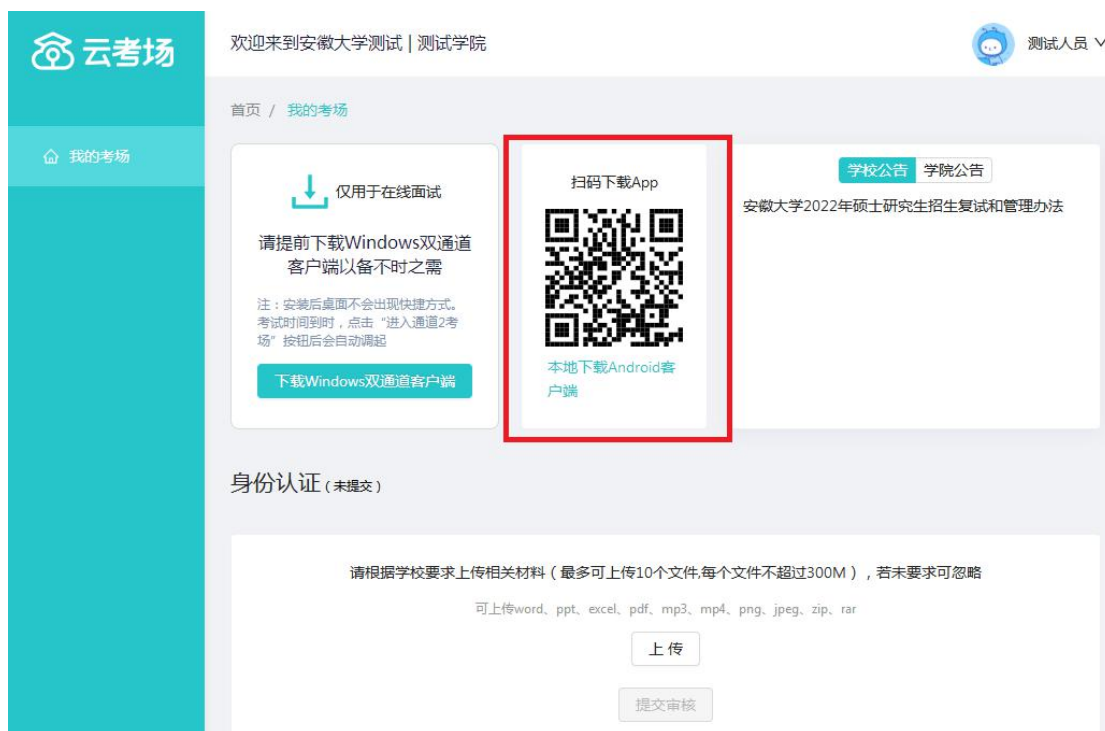 云考场
欢迎来到安徽大学测试 | 测试学院
测试人员
首页 / 我的考场
我的考场
仅用于在线面试
请提前下载Windows双通道
客户端以备不时之需
注：安装后桌面不会出现快捷方式。
考试时间到时，点击“进入通道2考
场”按钮后会自动调起
下载Windows双通道客户端
扫码下载App
本地下载Android客
户端
学校公告 学院公告
安徽大学2022年硕士研究生招生复试和管理办法
身份认证（未提交）
请根据学校要求上传相关材料（最多可上传10个文件,每个文件不超过300M），若未要求可忽略
可上传word、ppt、excel、pdf、mp3、mp4、png、jpeg、zip、rar
上 传
提交审核